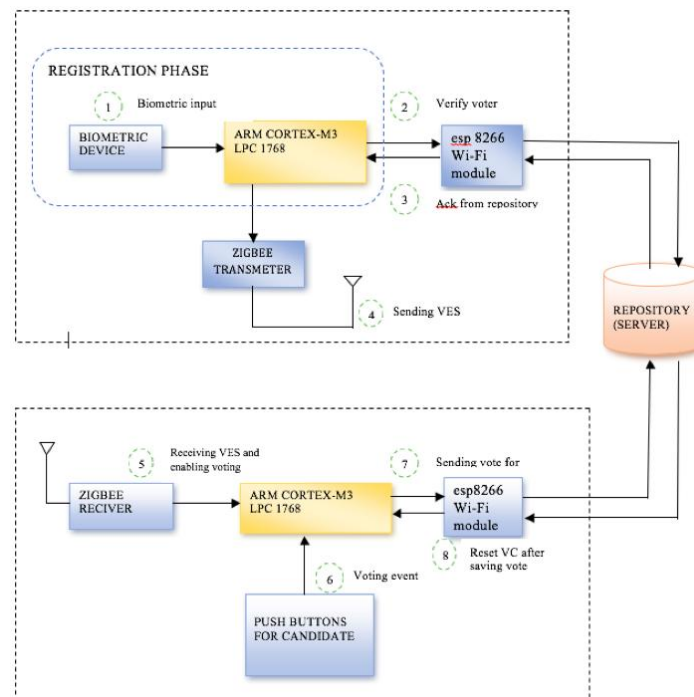 REGISTRATION PHASE
1
Biometric input
2
Verify voter
BIOMETRIC
DEVICE
ARM CORTEX-M3
LPC 1768
esp 8266
Wi-Fi
module
3
Ack from repository
ZIGBEE
TRANSMETER
4
Sending VES
REPOSITORY
(SERVER)
5
Receiving VES and
enabling voting
7
Sending vote for
ZIGBEE
RECIVER
ARM CORTEX-M3
LPC 1768
esp8266
Wi-Fi
module
8
Reset VC after
saving vote
6
Voting event
PUSH BUTTONS
FOR CANDIDATE